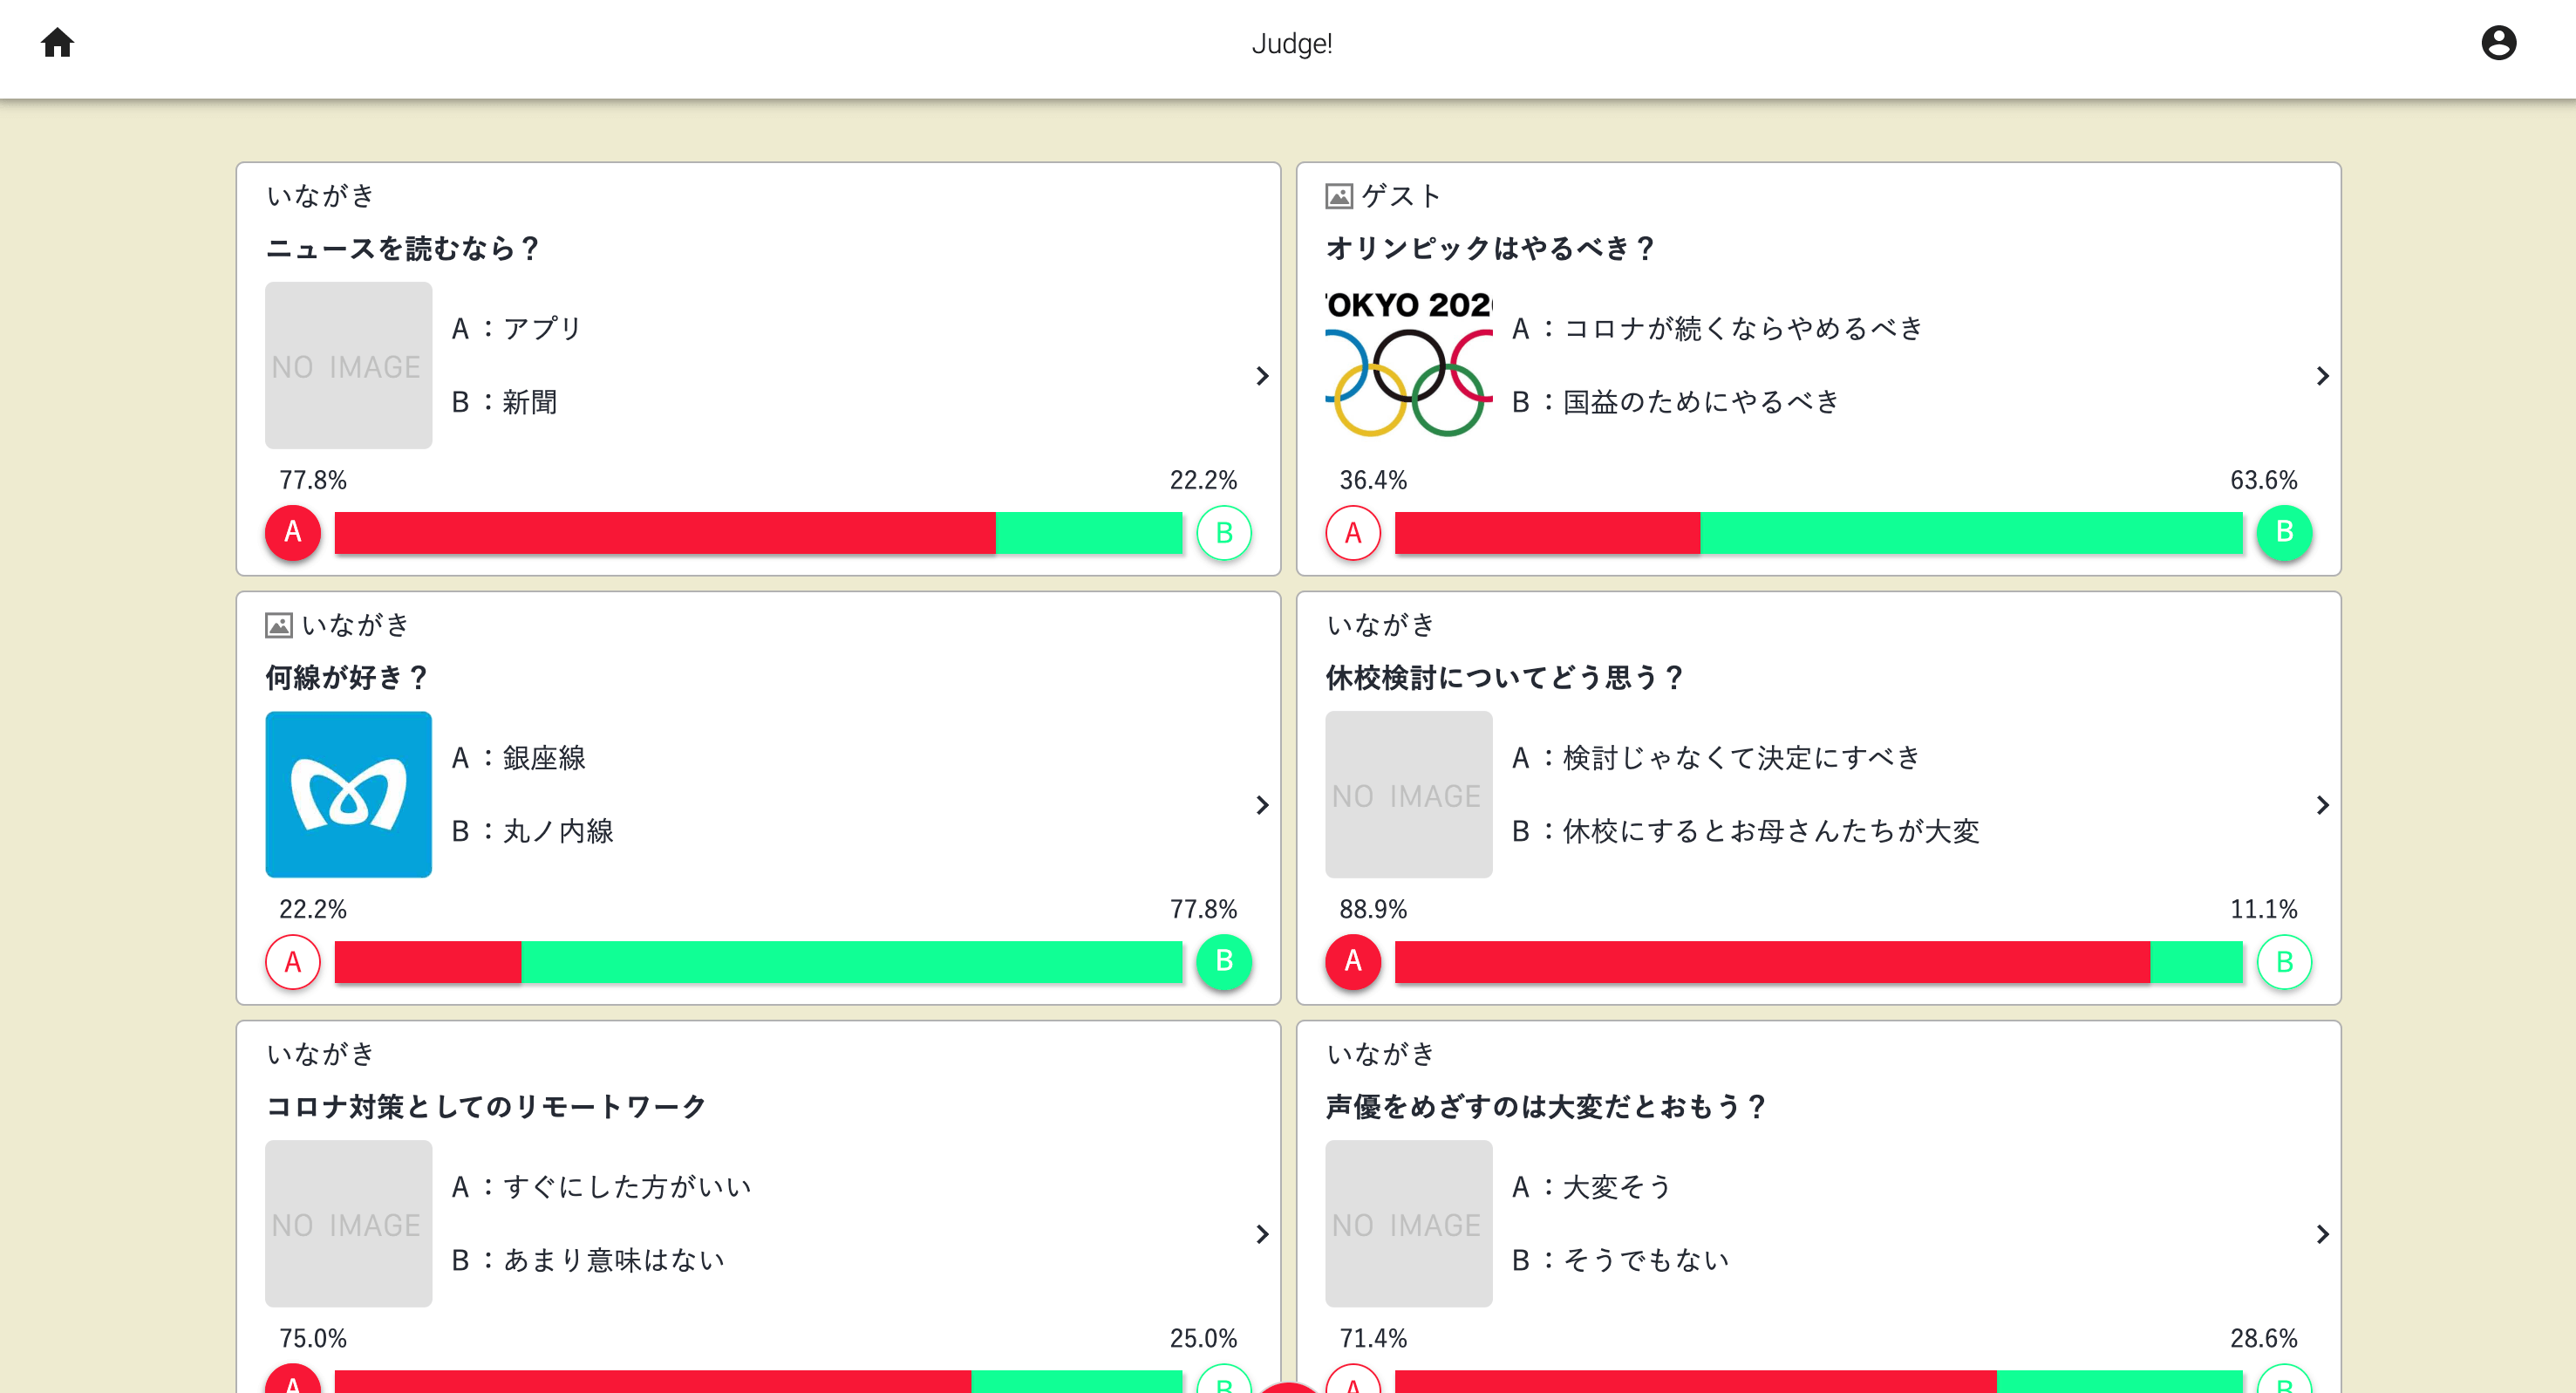 Judge!
いながき
ニュースを読むなら？
NO IMAGE
A ：アプリ
B ：新聞
77.8%
22.2%
A
B
ゲスト
オリンピックはやるべき？
TOKYO 202
A ：コロナが続くならやめるべき
B ：国益のためにやるべき
36.4%
63.6%
A
B
いながき
何線が好き？
A ：銀座線
B ：丸ノ内線
22.2%
77.8%
A
B
いながき
休校検討についてどう思う？
NO IMAGE
A ：検討じゃなくて決定にすべき
B ：休校にするとお母さんたちが大変
88.9%
11.1%
A
B
いながき
コロナ対策としてのリモートワーク
NO IMAGE
A ：すぐにした方がいい
B ：あまり意味はない
75.0%
25.0%
A
B
いながき
声優をめざすのは大変だとおもう？
NO IMAGE
A ：大変そう
B ：そうでもない
71.4%
28.6%
A
B